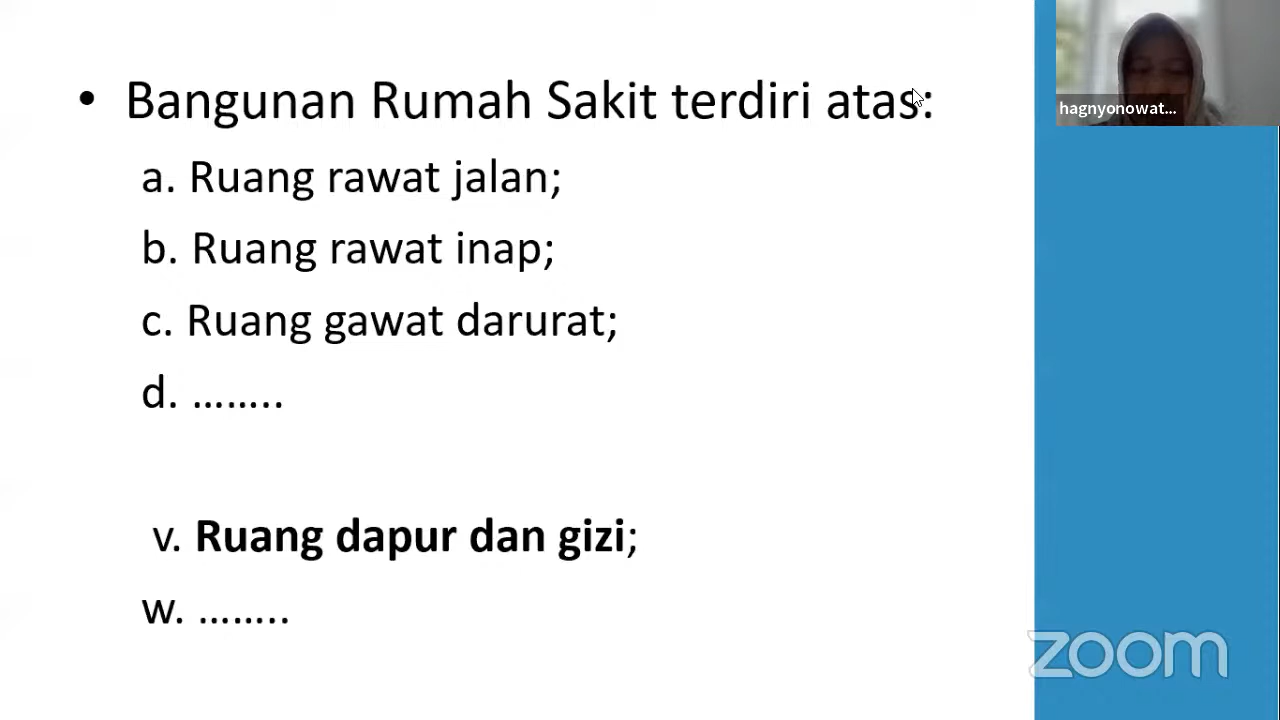 • Bangunan Rumah Sakit terdiri atas:
a. Ruang rawat jalan;
b. Ruang rawat inap;
c. Ruang gawat darurat;
d. ........
v. Ruang dapur dan gizi;
w. ........
hagnyonowat...
zoom